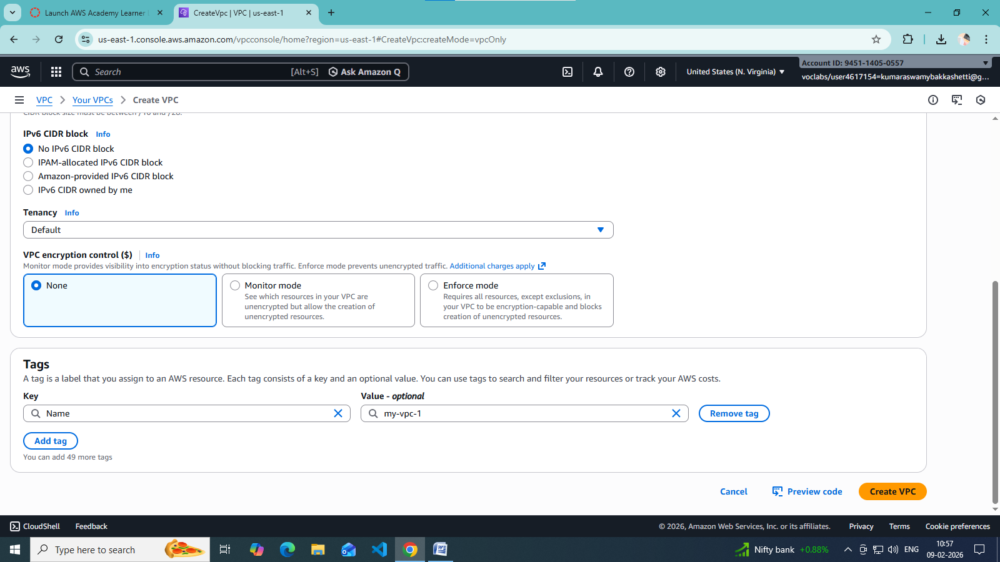 Launch AWS Academy Learner L
CreateVpc | VPC | us-east-1
us-east-1.console.aws.amazon.com/vpcconsole/home?region=us-east-1#CreateVpc:createMode=vpcOnly
aws
Search [Alt+S] Ask Amazon Q
United States (N. Virginia)
Account ID: 9451-1405-0557
voclabs/user4617154=kumaraswamybakkashetti@g...
VPC > Your VPCs > Create VPC
CIDR block size must be between /16 and /28.
IPv6 CIDR block Info
No IPv6 CIDR block
IPAM-allocated IPv6 CIDR block
Amazon-provided IPv6 CIDR block
IPv6 CIDR owned by me
Tenancy Info
Default
VPC encryption control ($) Info
Monitor mode provides visibility into encryption status without blocking traffic. Enforce mode prevents unencrypted traffic. Additional charges apply
None
Monitor mode
See which resources in your VPC are
unencrypted but allow the creation of
unencrypted resources.
Enforce mode
Requires all resources, except exclusions, in
your VPC to be encryption-capable and blocks
creation of unencrypted resources.
Tags
A tag is a label that you assign to an AWS resource. Each tag consists of a key and an optional value. You can use tags to search and filter your resources or track your AWS costs.
Key Value - optional
Name my-vpc-1 Remove tag
Add tag
You can add 49 more tags
Cancel Preview code Create VPC
CloudShell Feedback © 2026, Amazon Web Services, Inc. or its affiliates. Privacy Terms Cookie preferences
Type here to search
Nifty bank +0.88%
ENG
10:57
09-02-2026